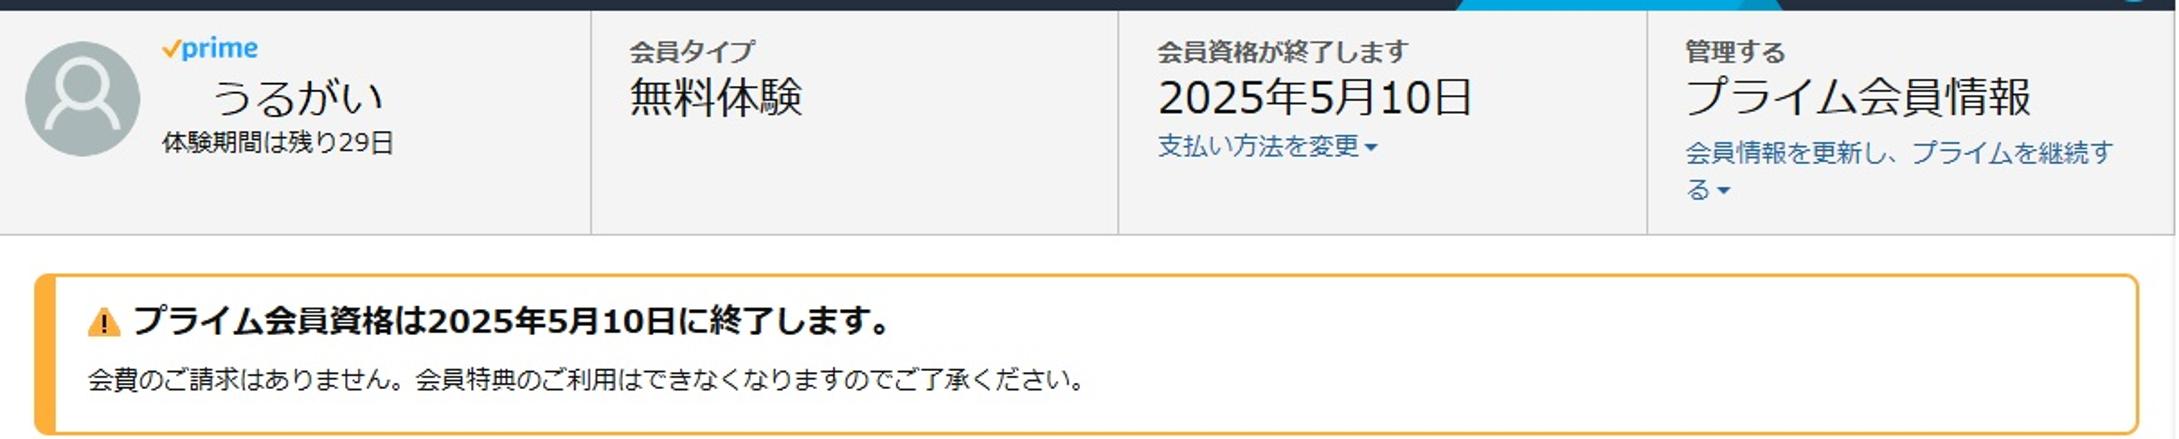 prime
うるがい
体験期間は残り29日
会員タイプ
無料体験
会員資格が終了します
2025年5月10日
支払い方法を変更
管理する
プライム会員情報
会員情報を更新し、プライムを継続す
る
プライム会員資格は2025年5月10日に終了します。
会費のご請求はありません。会員特典のご利用はできなくなりますのでご了承ください。